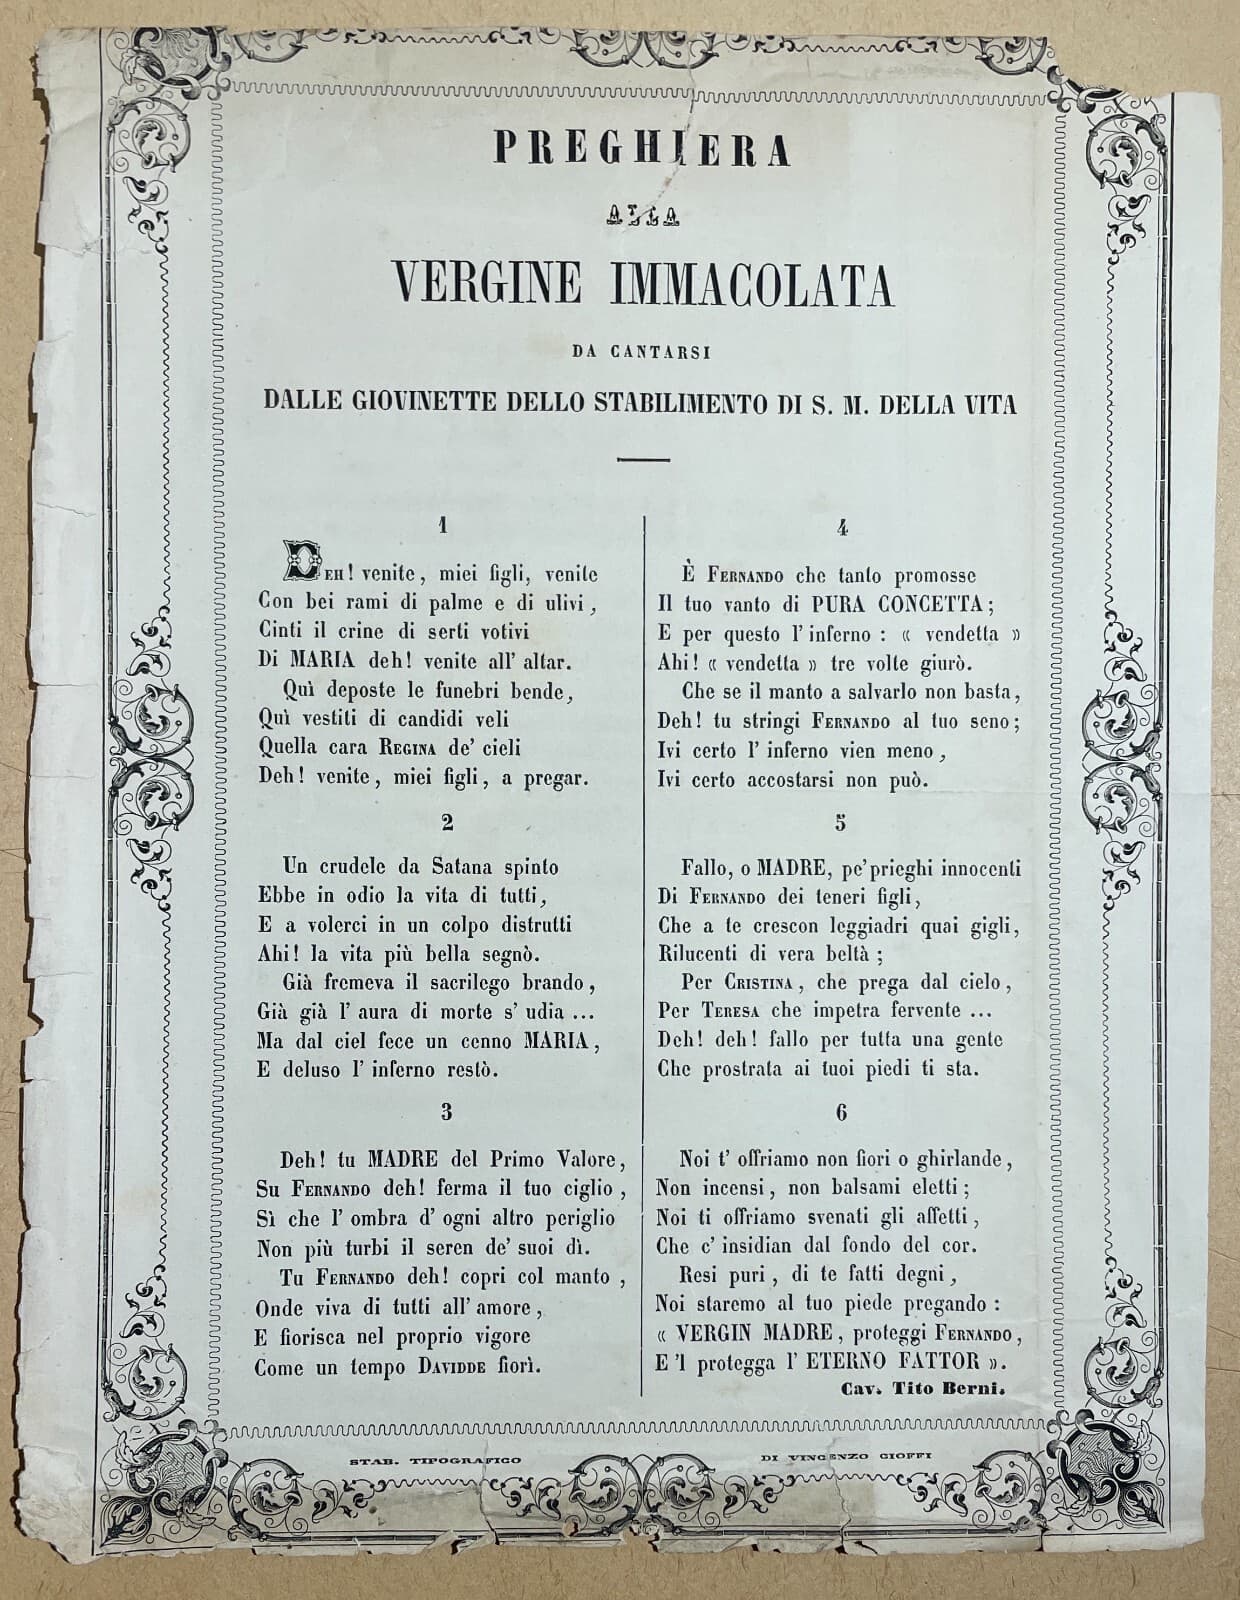 PREGHIERA
ALLA
VERGINE IMMACOLATA
DA CANTARSI
DALLE GIOVINETTE DELLO STABILIMENTO DI S. M. DELLA VITA
1
DEH! venite, miei figli, venite
Con bei rami di palme e di ulivi,
Cinti il crine di serti votivi
Di MARIA deh! venite all' altar.
Quì deposte le funebri bende,
Quì vestiti di candidi veli
Quella cara REGINA de' cieli
Deh! venite, miei figli, a pregar.
2
Un crudele da Satana spinto
Ebbe in odio la vita di tutti,
E a volerci in un colpo distrutti
Ahi! la vita più bella segnò.
Già fremeva il sacrilego brando,
Già già l' aura di morte s' udia ...
Ma dal ciel fece un cenno MARIA,
E deluso l' inferno restò.
3
Deh! tu MADRE del Primo Valore,
Su FERNANDO deh! ferma il tuo ciglio,
Sì che l' ombra d' ogni altro periglio
Non più turbi il seren de' suoi dì.
Tu FERNANDO deh! copri col manto,
Onde viva di tutti all' amore,
E fiorisca nel proprio vigore
Come un tempo DAVIDDE fiorì.
4
È FERNANDO che tanto promosse
Il tuo vanto di PURA CONCETTA;
E per questo l' inferno : « vendetta »
Ahi! « vendetta » tre volte giurò.
Che se il manto a salvarlo non basta,
Deh! tu stringi FERNANDO al tuo seno;
Ivi certo l' inferno vien meno,
Ivi certo accostarsi non può.
5
Fallo, o MADRE, pe' prieghi innocenti
Di FERNANDO dei teneri figli,
Che a te crescon leggiadri quai gigli,
Rilucenti di vera beltà;
Per CRISTINA, che prega dal cielo,
Per TERESA che impetra fervente ...
Deh! deh! fallo per tutta una gente
Che prostrata ai tuoi piedi ti sta.
6
Noi t' offriamo non fiori o ghirlande,
Non incensi, non balsami eletti;
Noi ti offriamo svenati gli affetti,
Che c' insidian dal fondo del cor.
Resi puri, di te fatti degni,
Noi staremo al tuo piede pregando :
« VERGIN MADRE, proteggi FERNANDO,
E 'l protegga l' ETERNO FATTOR ».
Cav. Tito Berni.
STAB. TIPOGRAFICO DI VINCENZO CIOFFI